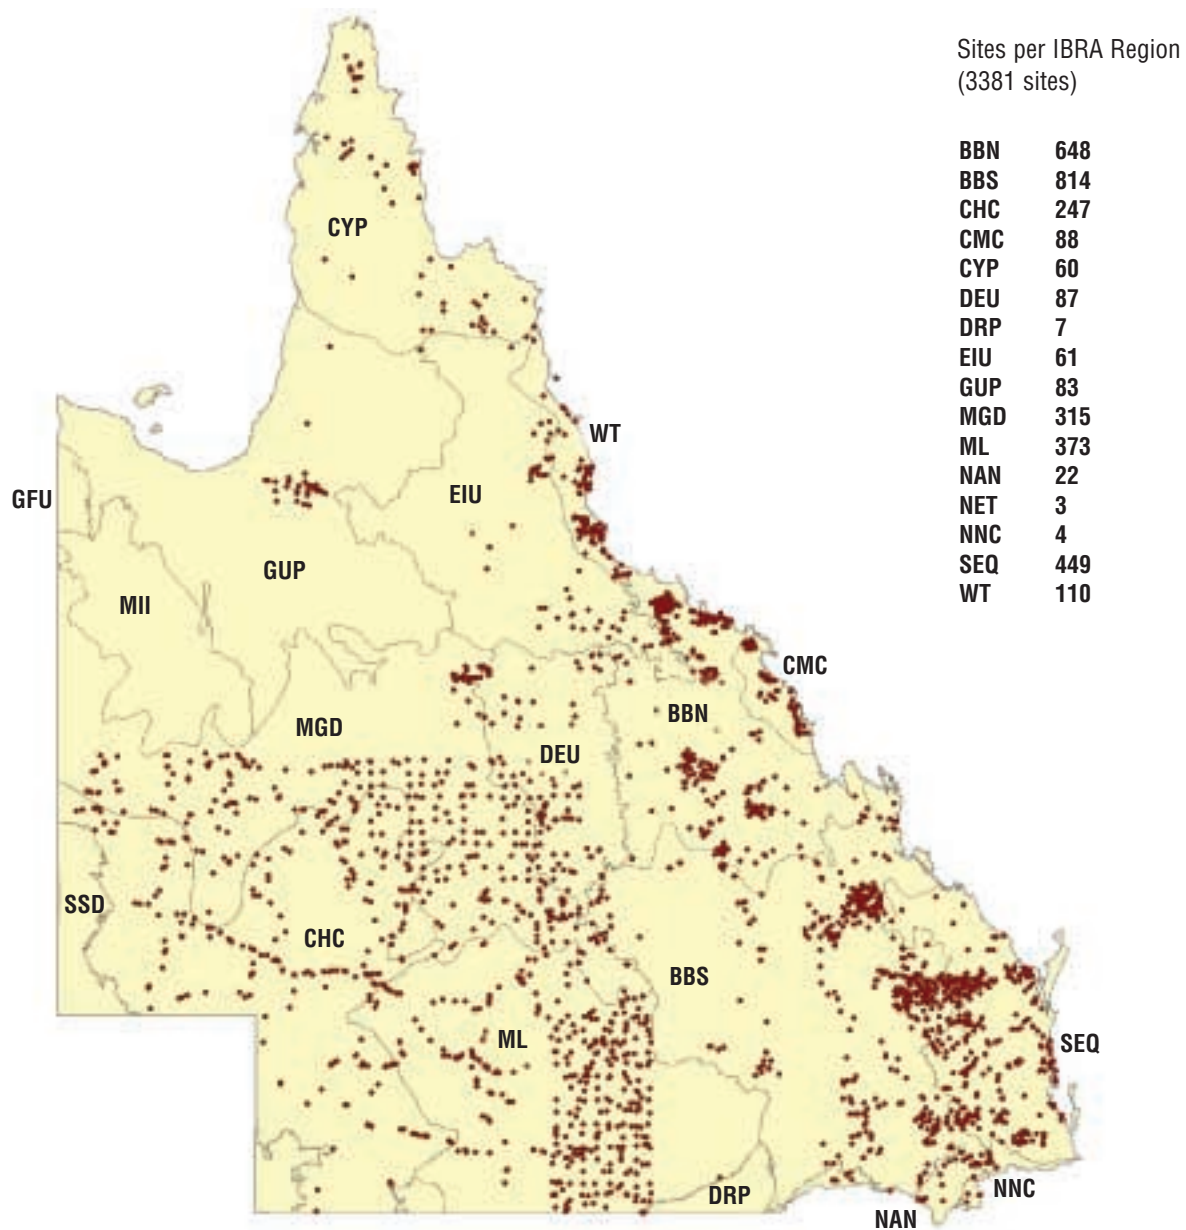 Sites per IBRA Region
(3381 sites)
BBN 648
BBS 814
CHC 247
CMC 88
CYP 60
DEU 87
DRP 7
EIU 61
GUP 83
MGD 315
ML 373
NAN 22
NET 3
NNC 4
SEQ 449
WT 110
CYP
WT
EIU
GFU
GUP
MII
CMC
BBN
MGD
DEU
SSD
CHC
BBS
ML
SEQ
NNC
DRP
NAN